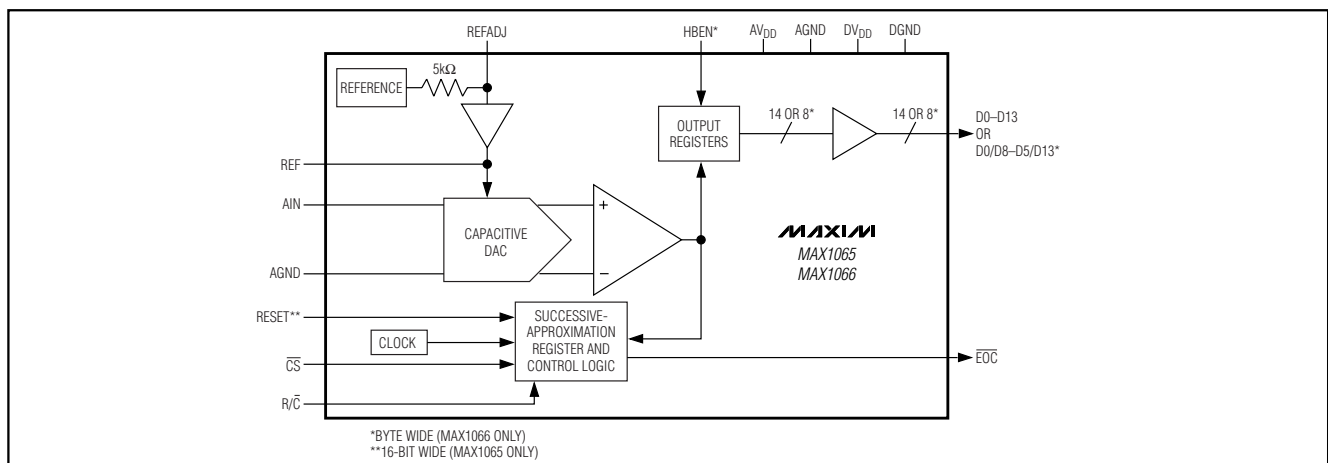 REFADJ
HBEN*
AVDD
AGND
DVDD
DGND
5kΩ
REFERENCE
OUTPUT
REGISTERS
14 OR 8*
14 OR 8*
D0–D13
OR
D0/D8–D5/D13*
REF
AIN
+
CAPACITIVE
DAC
MAXIM
MAX1065
MAX1066
AGND
−
RESET**
SUCCESSIVE-
APPROXIMATION
REGISTER AND
CONTROL LOGIC
CLOCK
C̅S̅
E̅O̅C̅
R/C̅
*BYTE WIDE (MAX1066 ONLY)
**16-BIT WIDE (MAX1065 ONLY)